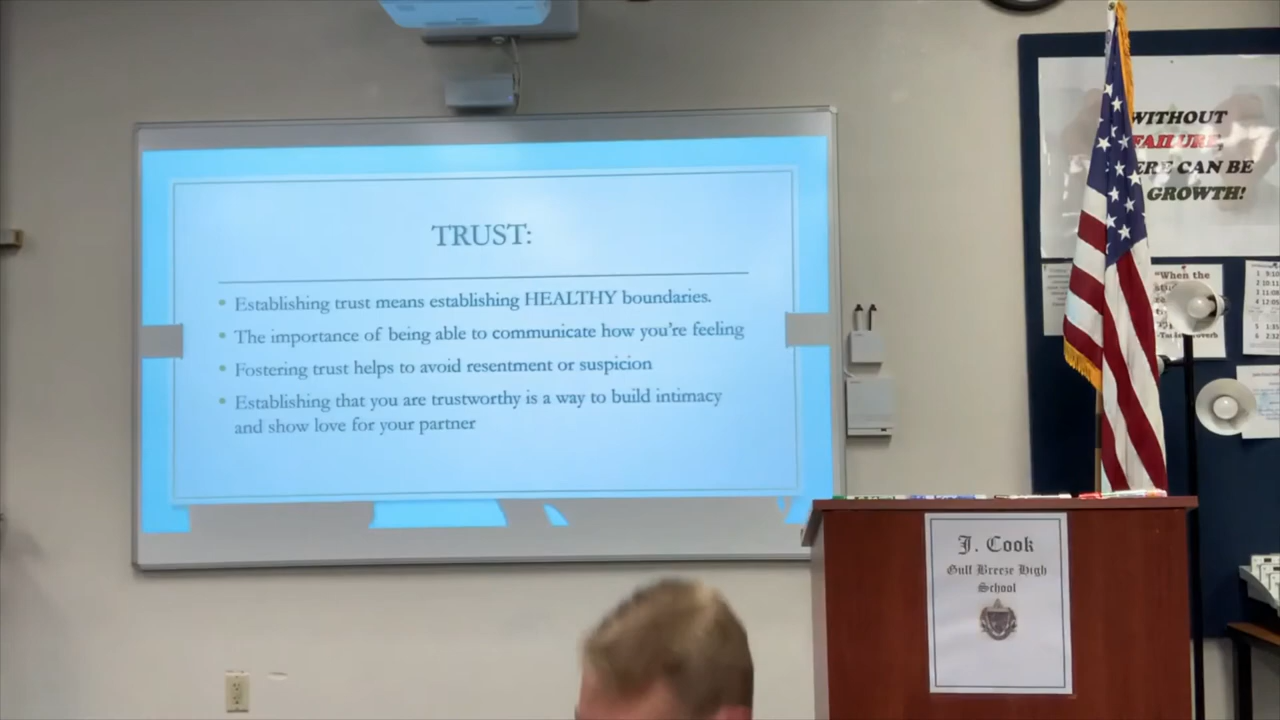 TRUST:
Establishing trust means establishing HEALTHY boundaries.
The importance of being able to communicate how you're feeling
Fostering trust helps to avoid resentment or suspicion
Establishing that you are trustworthy is a way to build intimacy
and show love for your partner
WITHOUT
FAILURE,
CAN BE
GROWTH!
"When the
J. Cook
Gulf Breeze High
School